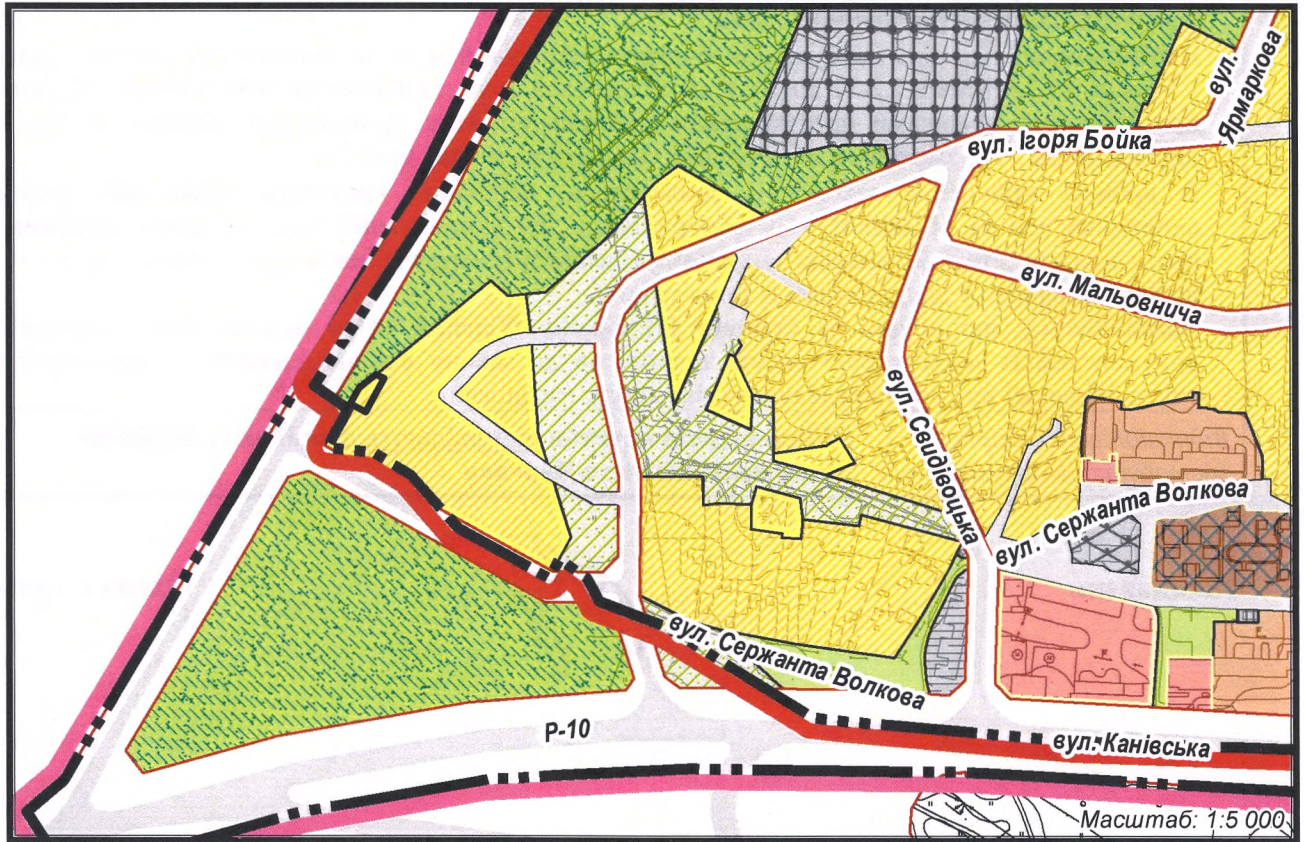 вул.
Ярмаркова
вул. Ігоря Бойка
вул. Мальовнича
вул. Свидівоцька
вул. Сержанта Волкова
вул. Сержанта Волкова
Р-10
вул. Канівська
Масштаб: 1:5 000